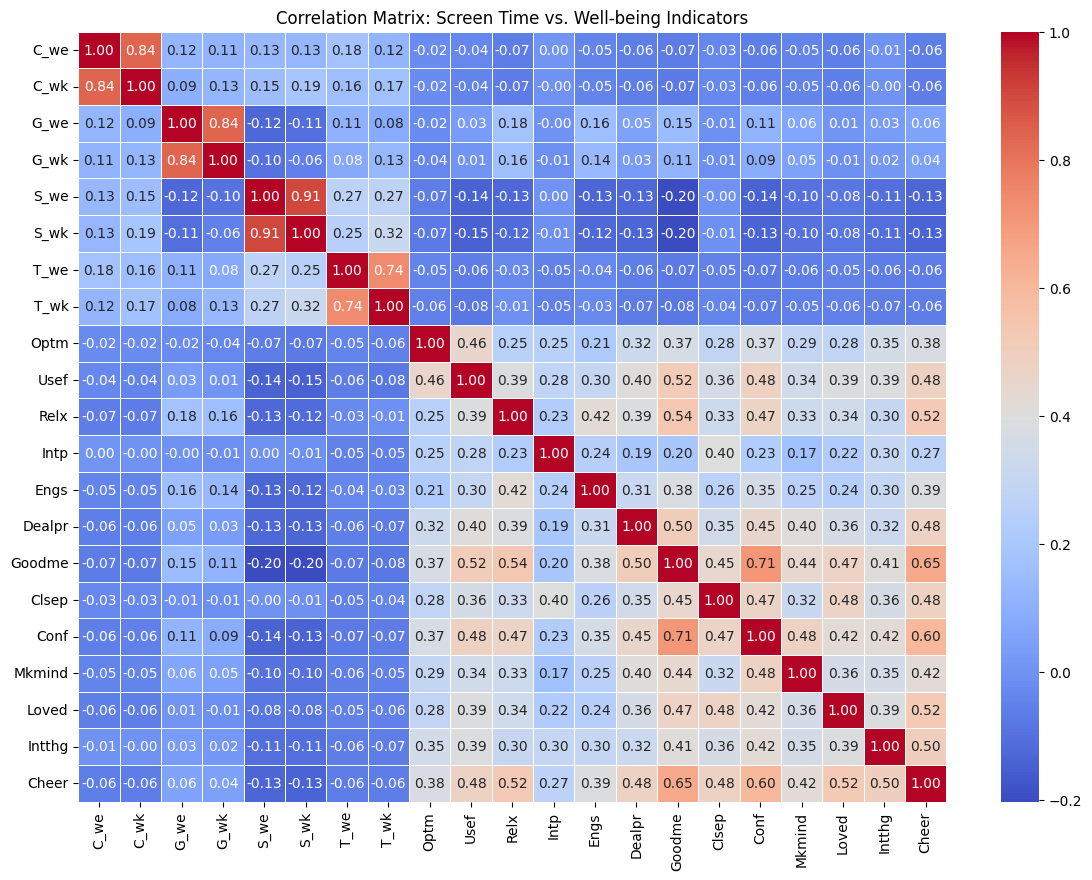 Correlation Matrix: Screen Time vs. Well-being Indicators
C_we 1.00 0.84 0.12 0.11 0.13 0.13 0.18 0.12 -0.02 -0.04 -0.07 0.00 -0.05 -0.06 -0.07 -0.03 -0.06 -0.05 -0.06 -0.01 -0.06
C_wk 0.84 1.00 0.09 0.13 0.15 0.19 0.16 0.17 -0.02 -0.04 -0.07 -0.00 -0.05 -0.06 -0.07 -0.03 -0.06 -0.05 -0.06 -0.00 -0.06
G_we 0.12 0.09 1.00 0.84 -0.12 -0.11 0.11 0.08 -0.02 0.03 0.18 -0.00 0.16 0.05 0.15 -0.01 0.11 0.06 0.01 0.03 0.06
G_wk 0.11 0.13 0.84 1.00 -0.10 -0.06 0.08 0.13 -0.04 0.01 0.16 -0.01 0.14 0.03 0.11 -0.01 0.09 0.05 -0.01 0.02 0.04
S_we 0.13 0.15 -0.12 -0.10 1.00 0.91 0.27 0.27 -0.07 -0.14 -0.13 0.00 -0.13 -0.13 -0.20 -0.00 -0.14 -0.10 -0.08 -0.11 -0.13
S_wk 0.13 0.19 -0.11 -0.06 0.91 1.00 0.25 0.32 -0.07 -0.15 -0.12 -0.01 -0.12 -0.13 -0.20 -0.01 -0.13 -0.10 -0.08 -0.11 -0.13
T_we 0.18 0.16 0.11 0.08 0.27 0.25 1.00 0.74 -0.05 -0.06 -0.03 -0.05 -0.04 -0.06 -0.07 -0.05 -0.07 -0.05 -0.05 -0.06 -0.06
T_wk 0.12 0.17 0.08 0.13 0.27 0.32 0.74 1.00 -0.06 -0.08 -0.01 -0.05 -0.03 -0.07 -0.08 -0.04 -0.07 -0.05 -0.06 -0.07 -0.06
Optm -0.02 -0.02 -0.02 -0.04 -0.07 -0.07 -0.05 -0.06 1.00 0.46 0.25 0.25 0.21 0.32 0.37 0.28 0.37 0.29 0.28 0.35 0.38
Usef -0.04 -0.04 0.03 0.01 -0.14 -0.15 -0.06 -0.08 0.46 1.00 0.39 0.28 0.30 0.40 0.52 0.36 0.48 0.34 0.39 0.39 0.48
Relx -0.07 -0.07 0.18 0.16 -0.13 -0.12 -0.03 -0.01 0.25 0.39 1.00 0.23 0.42 0.39 0.54 0.33 0.47 0.33 0.34 0.30 0.52
Intp 0.00 -0.00 -0.00 -0.01 0.00 -0.01 -0.05 -0.05 0.25 0.28 0.23 1.00 0.24 0.19 0.20 0.40 0.23 0.17 0.22 0.30 0.27
Engs -0.05 -0.05 0.16 0.14 -0.13 -0.12 -0.04 -0.03 0.21 0.30 0.42 0.24 1.00 0.31 0.38 0.26 0.35 0.25 0.24 0.30 0.39
Dealpr -0.06 -0.06 0.05 0.03 -0.13 -0.13 -0.06 -0.07 0.32 0.40 0.39 0.19 0.31 1.00 0.50 0.35 0.45 0.40 0.36 0.32 0.48
Goodme -0.07 -0.07 0.15 0.11 -0.20 -0.20 -0.07 -0.08 0.37 0.52 0.54 0.20 0.38 0.50 1.00 0.45 0.71 0.44 0.47 0.41 0.65
Clsep -0.03 -0.03 -0.01 -0.01 -0.00 -0.01 -0.05 -0.04 0.28 0.36 0.33 0.40 0.26 0.35 0.45 1.00 0.47 0.32 0.48 0.36 0.48
Conf -0.06 -0.06 0.11 0.09 -0.14 -0.13 -0.07 -0.07 0.37 0.48 0.47 0.23 0.35 0.45 0.71 0.47 1.00 0.48 0.42 0.42 0.60
Mkmind -0.05 -0.05 0.06 0.05 -0.10 -0.10 -0.05 -0.05 0.29 0.34 0.33 0.17 0.25 0.40 0.44 0.32 0.48 1.00 0.36 0.35 0.42
Loved -0.06 -0.06 0.01 -0.01 -0.08 -0.08 -0.05 -0.06 0.28 0.39 0.34 0.22 0.24 0.36 0.47 0.48 0.42 0.36 1.00 0.39 0.52
Intthg -0.01 -0.00 0.03 0.02 -0.11 -0.11 -0.06 -0.07 0.35 0.39 0.30 0.30 0.30 0.32 0.41 0.36 0.42 0.35 0.39 1.00 0.50
Cheer -0.06 -0.06 0.06 0.04 -0.13 -0.13 -0.06 -0.06 0.38 0.48 0.52 0.27 0.39 0.48 0.65 0.48 0.60 0.42 0.52 0.50 1.00
C_we C_wk G_we G_wk S_we S_wk T_we T_wk Optm Usef Relx Intp Engs Dealpr Goodme Clsep Conf Mkmind Loved Intthg Cheer
1.0
0.8
0.6
0.4
0.2
0.0
−0.2